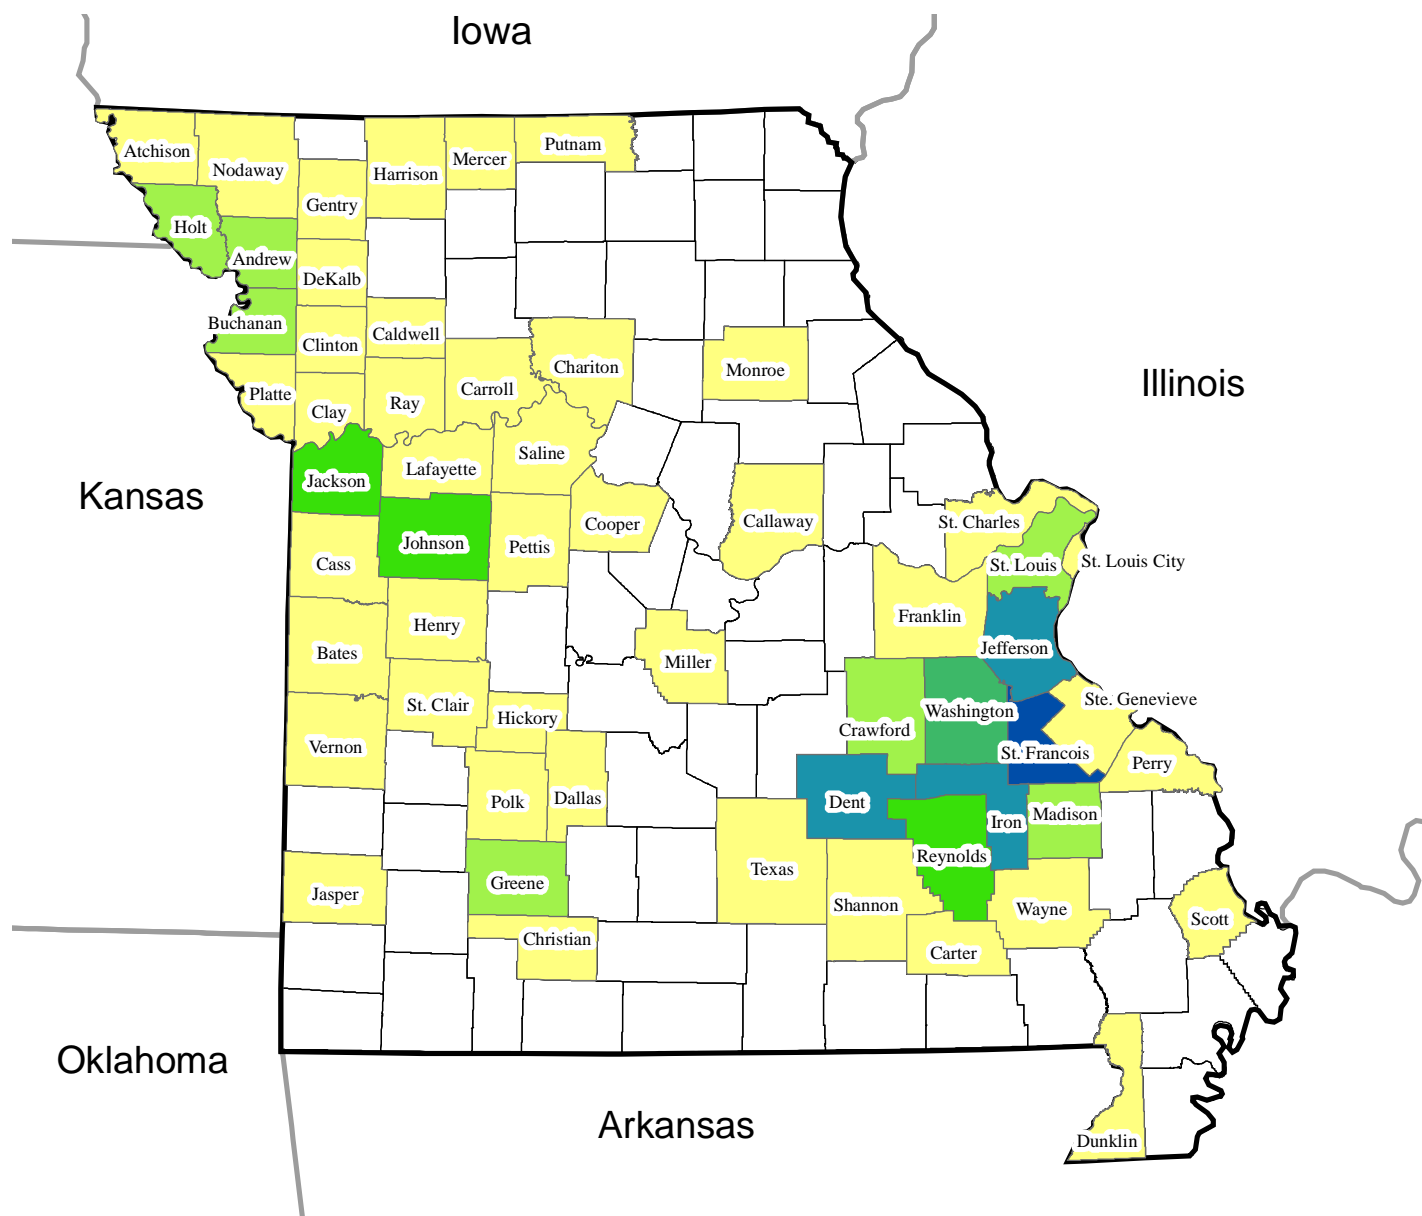 Iowa
Atchison
Nodaway
Harrison
Mercer
Putnam
Gentry
Holt
Andrew
DeKalb
Buchanan
Clinton
Caldwell
Chariton
Monroe
Illinois
Platte
Clay
Ray
Carroll
Kansas
Jackson
Lafayette
Saline
Johnson
Pettis
Cooper
Callaway
St. Charles
Cass
St. Louis
St. Louis City
Henry
Franklin
Bates
Miller
Jefferson
St. Clair
Hickory
Crawford
Washington
Ste. Genevieve
Vernon
St. Francois
Perry
Polk
Dallas
Dent
Iron
Madison
Jasper
Greene
Texas
Reynolds
Shannon
Wayne
Scott
Christian
Carter
Oklahoma
Arkansas
Dunklin